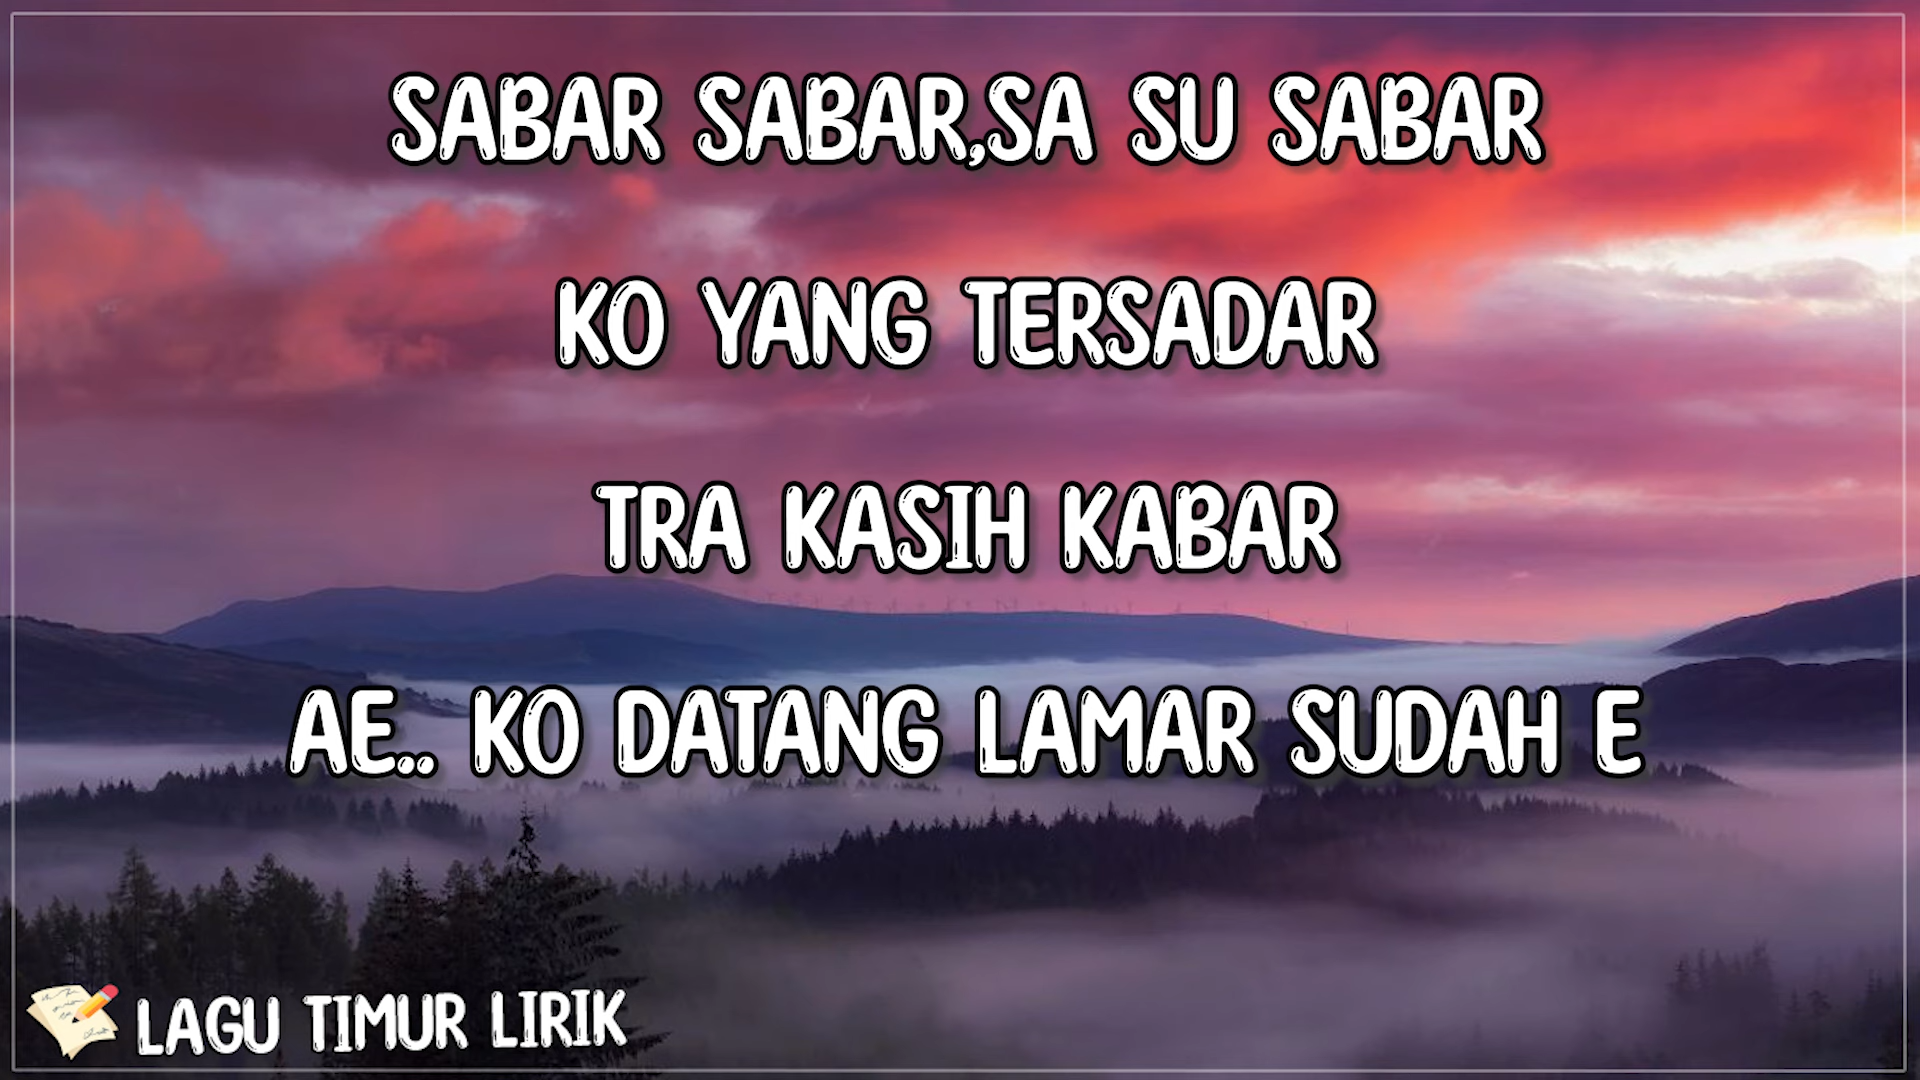 SABAR SABAR,SA SU SABAR
KO YANG TERSADAR
TRA KASIH KABAR
AE.. KO DATANG LAMAR SUDAH E
LAGU TIMUR LIRIK